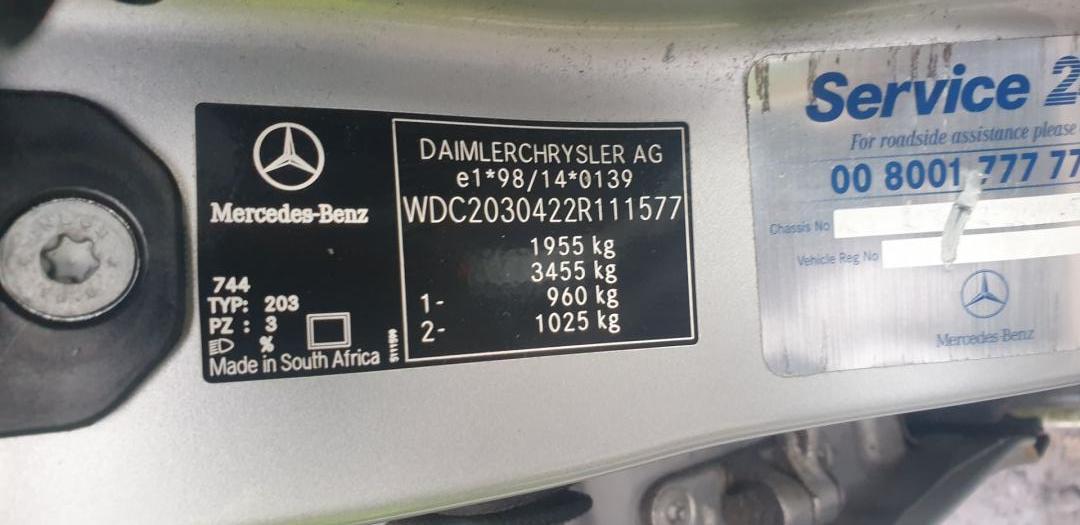 Mercedes-Benz
744
TYP: 203
PZ : 3
%
Made in South Africa
DAIMLERCHRYSLER AG
e1*98/14*0139
WDC2030422R111577
1955 kg
3455 kg
1- 960 kg
2- 1025 kg
Service 2
For roadside assistance please
00 8001 777 77
Chassis No
Vehicle Reg No
Mercedes-Benz